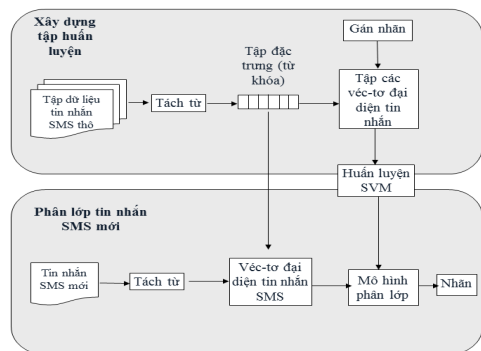 Xây dựng
tập huấn
luyện
Gán nhãn
Tập đặc
trưng (từ
khóa)
Tập dữ liệu
tin nhắn
SMS thô
Tách từ
Tập các
véc-tơ đại
diện tin
nhắn
Huấn luyện
SVM
Phân lớp tin nhắn
SMS mới
Tin nhắn
SMS mới
Tách từ
Véc-tơ đại
diện tin nhắn
SMS
Mô hình
phân lớp
Nhãn